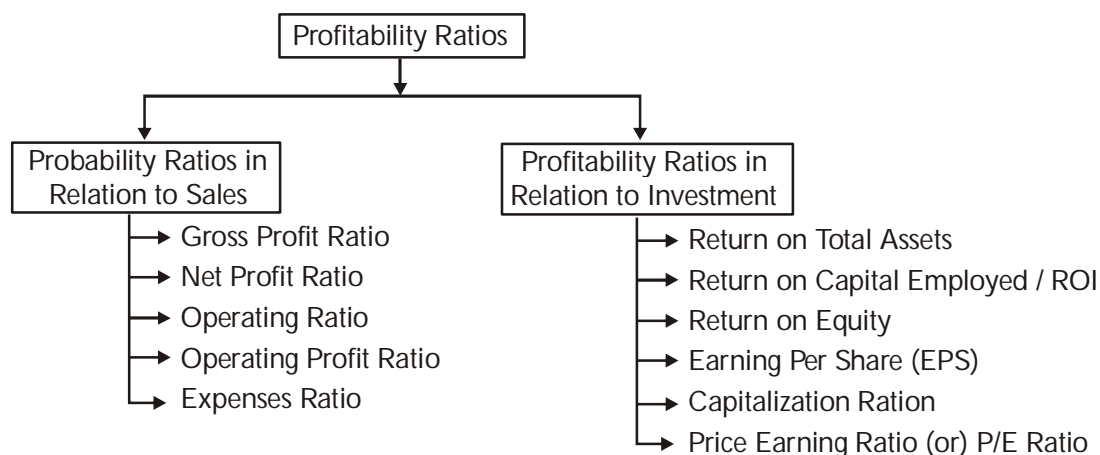 Profitability Ratios
Probability Ratios in
Relation to Sales
Gross Profit Ratio
Net Profit Ratio
Operating Ratio
Operating Profit Ratio
Expenses Ratio
Profitability Ratios in
Relation to Investment
Return on Total Assets
Return on Capital Employed / ROI
Return on Equity
Earning Per Share (EPS)
Capitalization Ration
Price Earning Ratio (or) P/E Ratio